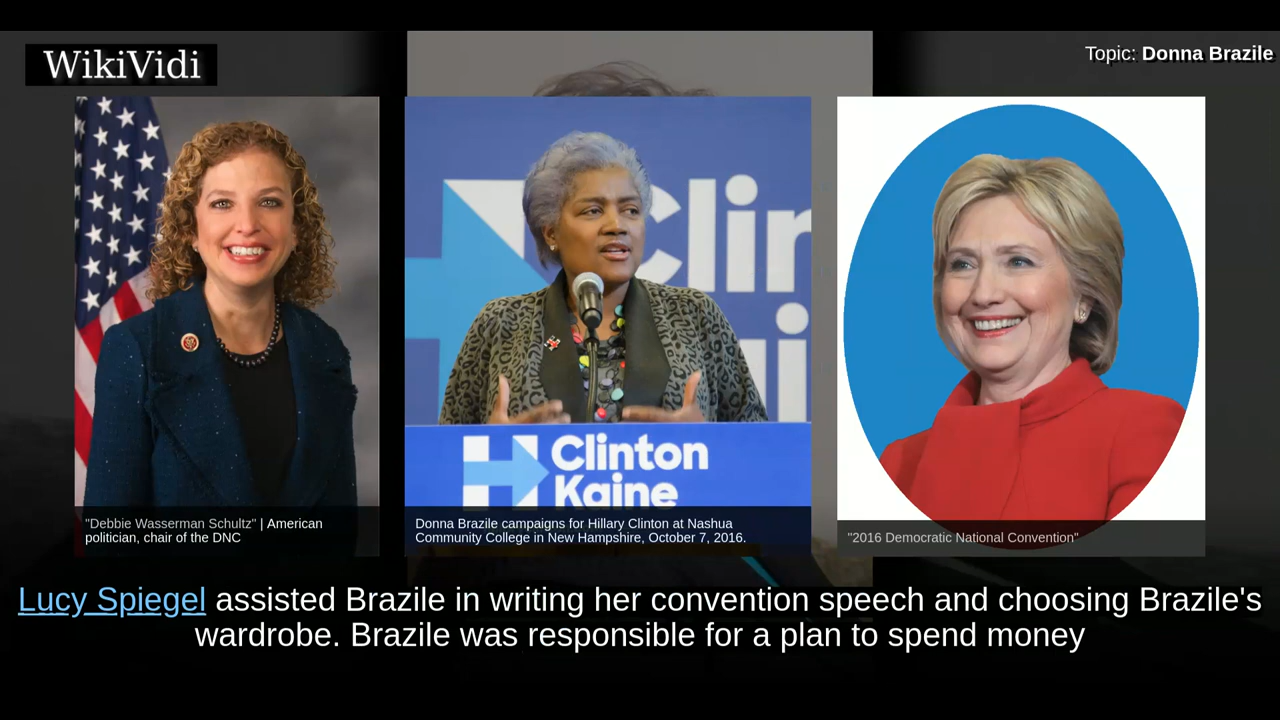 WikiVidi
Topic: Donna Brazile
Clin
ai
Clinton
Kaine
"Debbie Wasserman Schultz" | American
politician, chair of the DNC
Donna Brazile campaigns for Hillary Clinton at Nashua
Community College in New Hampshire, October 7, 2016.
"2016 Democratic National Convention"
Lucy Spiegel assisted Brazile in writing her convention speech and choosing Brazile's
wardrobe. Brazile was responsible for a plan to spend money